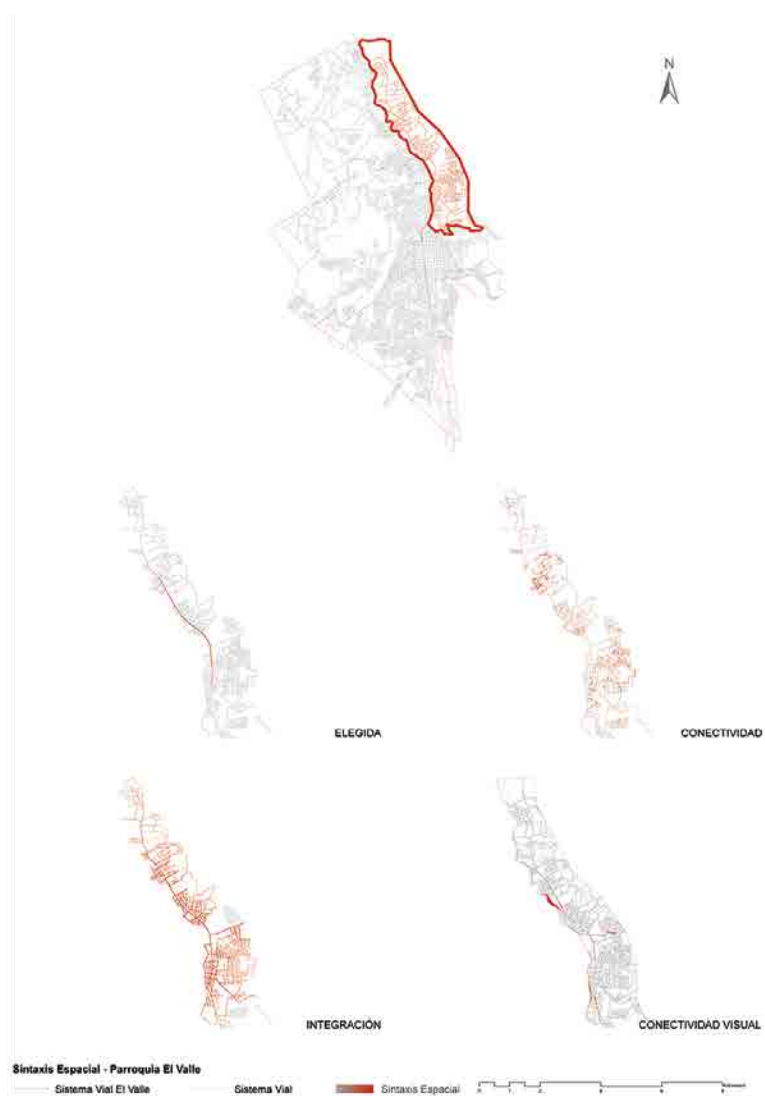 N
ELEGIDA
CONECTIVIDAD
INTEGRACIÓN
CONECTIVIDAD VISUAL
Sintaxis Espacial - Parroquia El Valle
Sistema Vial El Valle
Sistema Vial
Sintaxis Espacial